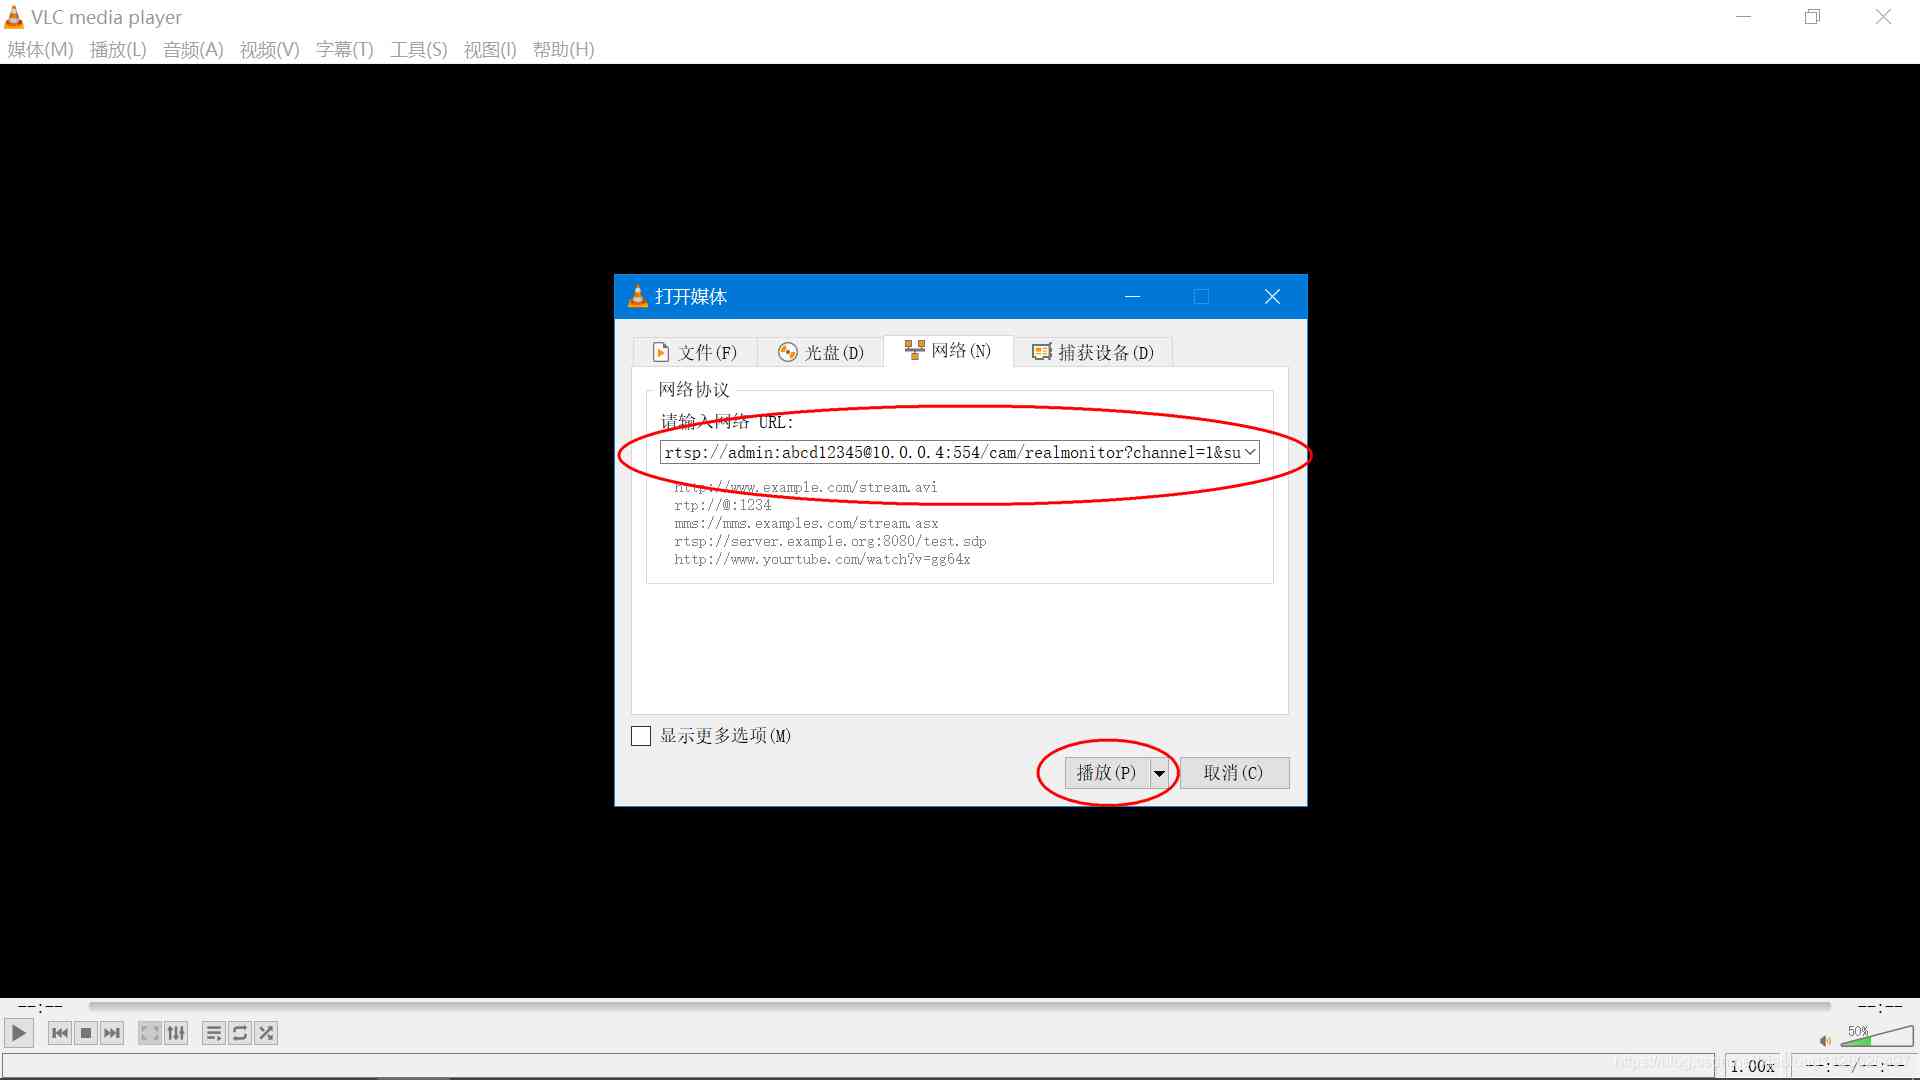 VLC media player
媒体(M) 播放(L) 音频(A) 视频(V) 字幕(T) 工具(S) 视图(I) 帮助(H)
打开媒体
文件(F) 光盘(D) 网络(N) 捕获设备(D)
网络协议
请输入网络 URL:
rtsp://admin:abcd12345@10.0.0.4:554/cam/realmonitor?channel=1&su
http://www.example.com/stream.avi
rtp://@:1234
mms://mms.examples.com/stream.asx
rtsp://server.example.org:8080/test.sdp
http://www.yourtube.com/watch?v=gg64x
显示更多选项(M)
播放(P) 取消(C)
--:-- --:--
50%
1.00x --:--/--:--